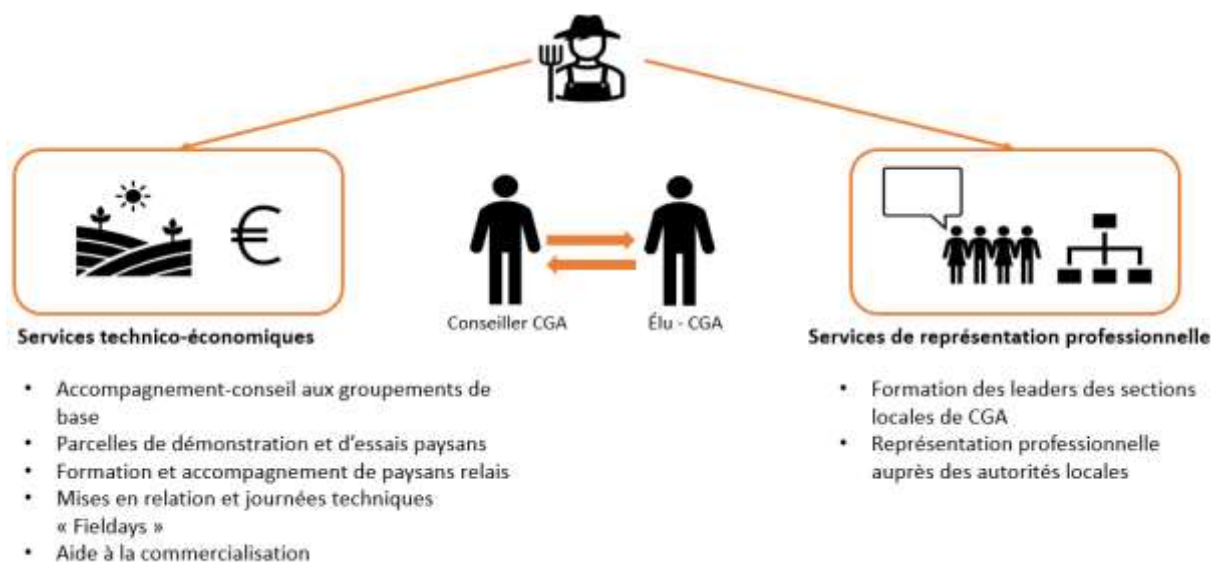 €
Conseiller CGA
Élu - CGA
Services technico-économiques
• Accompagnement-conseil aux groupements de
base
• Parcelles de démonstration et d'essais paysans
• Formation et accompagnement de paysans relais
• Mises en relation et journées techniques
« Fieldays »
• Aide à la commercialisation
Services de représentation professionnelle
• Formation des leaders des sections
locales de CGA
• Représentation professionnelle
auprès des autorités locales